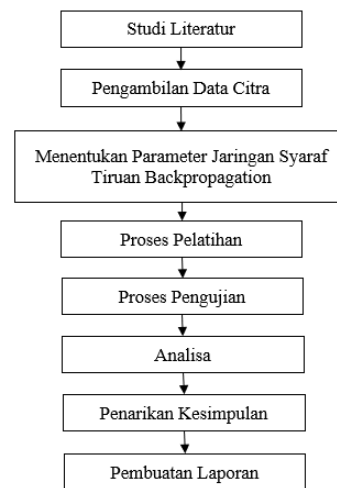 Studi Literatur
Pengambilan Data Citra
Menentukan Parameter Jaringan Syaraf
Tiruan Backpropagation
Proses Pelatihan
Proses Pengujian
Analisa
Penarikan Kesimpulan
Pembuatan Laporan